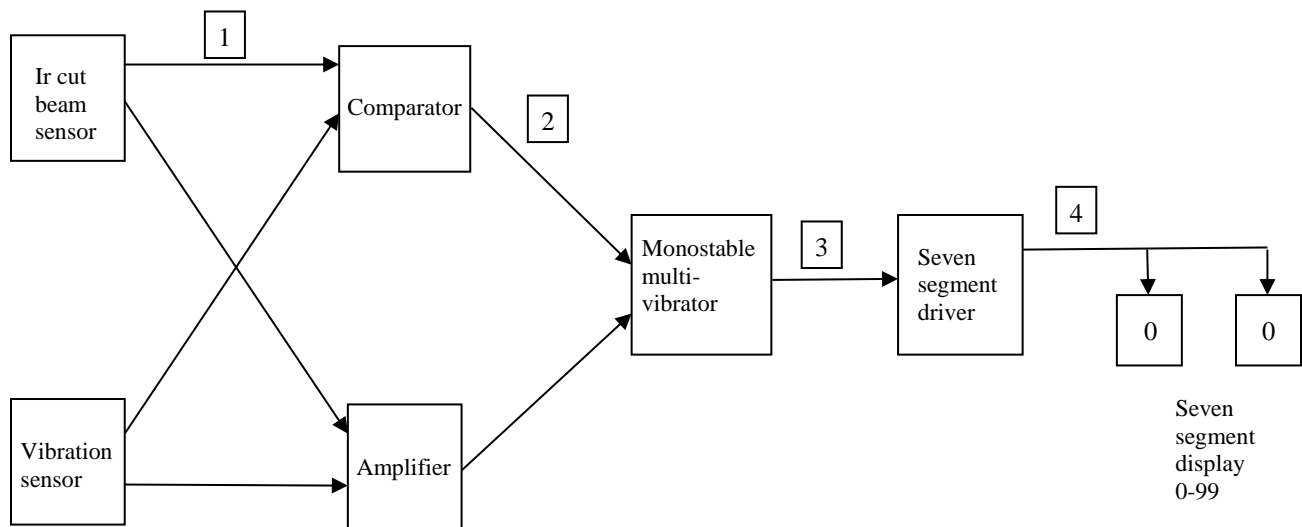 1
Ir cut
beam
sensor
Comparator
2
Monostable
multi-
vibrator
3
Seven
segment
driver
4
0
0
Seven
segment
display
0-99
Vibration
sensor
Amplifier